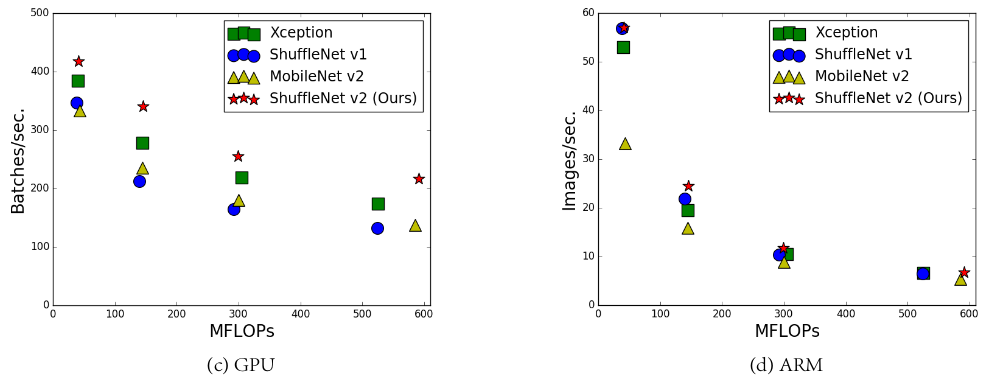 500
400
300
200
100
0
Batches/sec.
Xception
ShuffleNet v1
MobileNet v2
ShuffleNet v2 (Ours)
0 100 200 300 400 500 600
MFLOPs
(c) GPU
60
50
40
30
20
10
0
Images/sec.
Xception
ShuffleNet v1
MobileNet v2
ShuffleNet v2 (Ours)
0 100 200 300 400 500 600
MFLOPs
(d) ARM